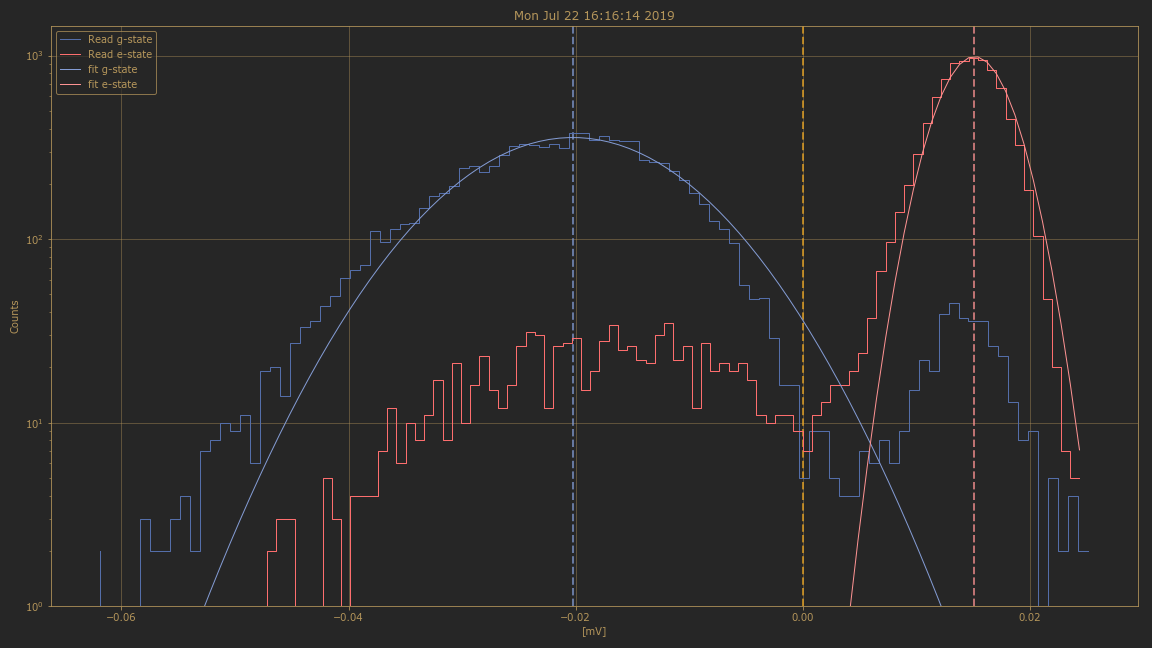 Mon Jul 22 16:16:14 2019
Read g-state
Read e-state
fit g-state
fit e-state
10³
10²
10¹
10⁰
Counts
−0.06
−0.04
−0.02
0.00
0.02
[mV]